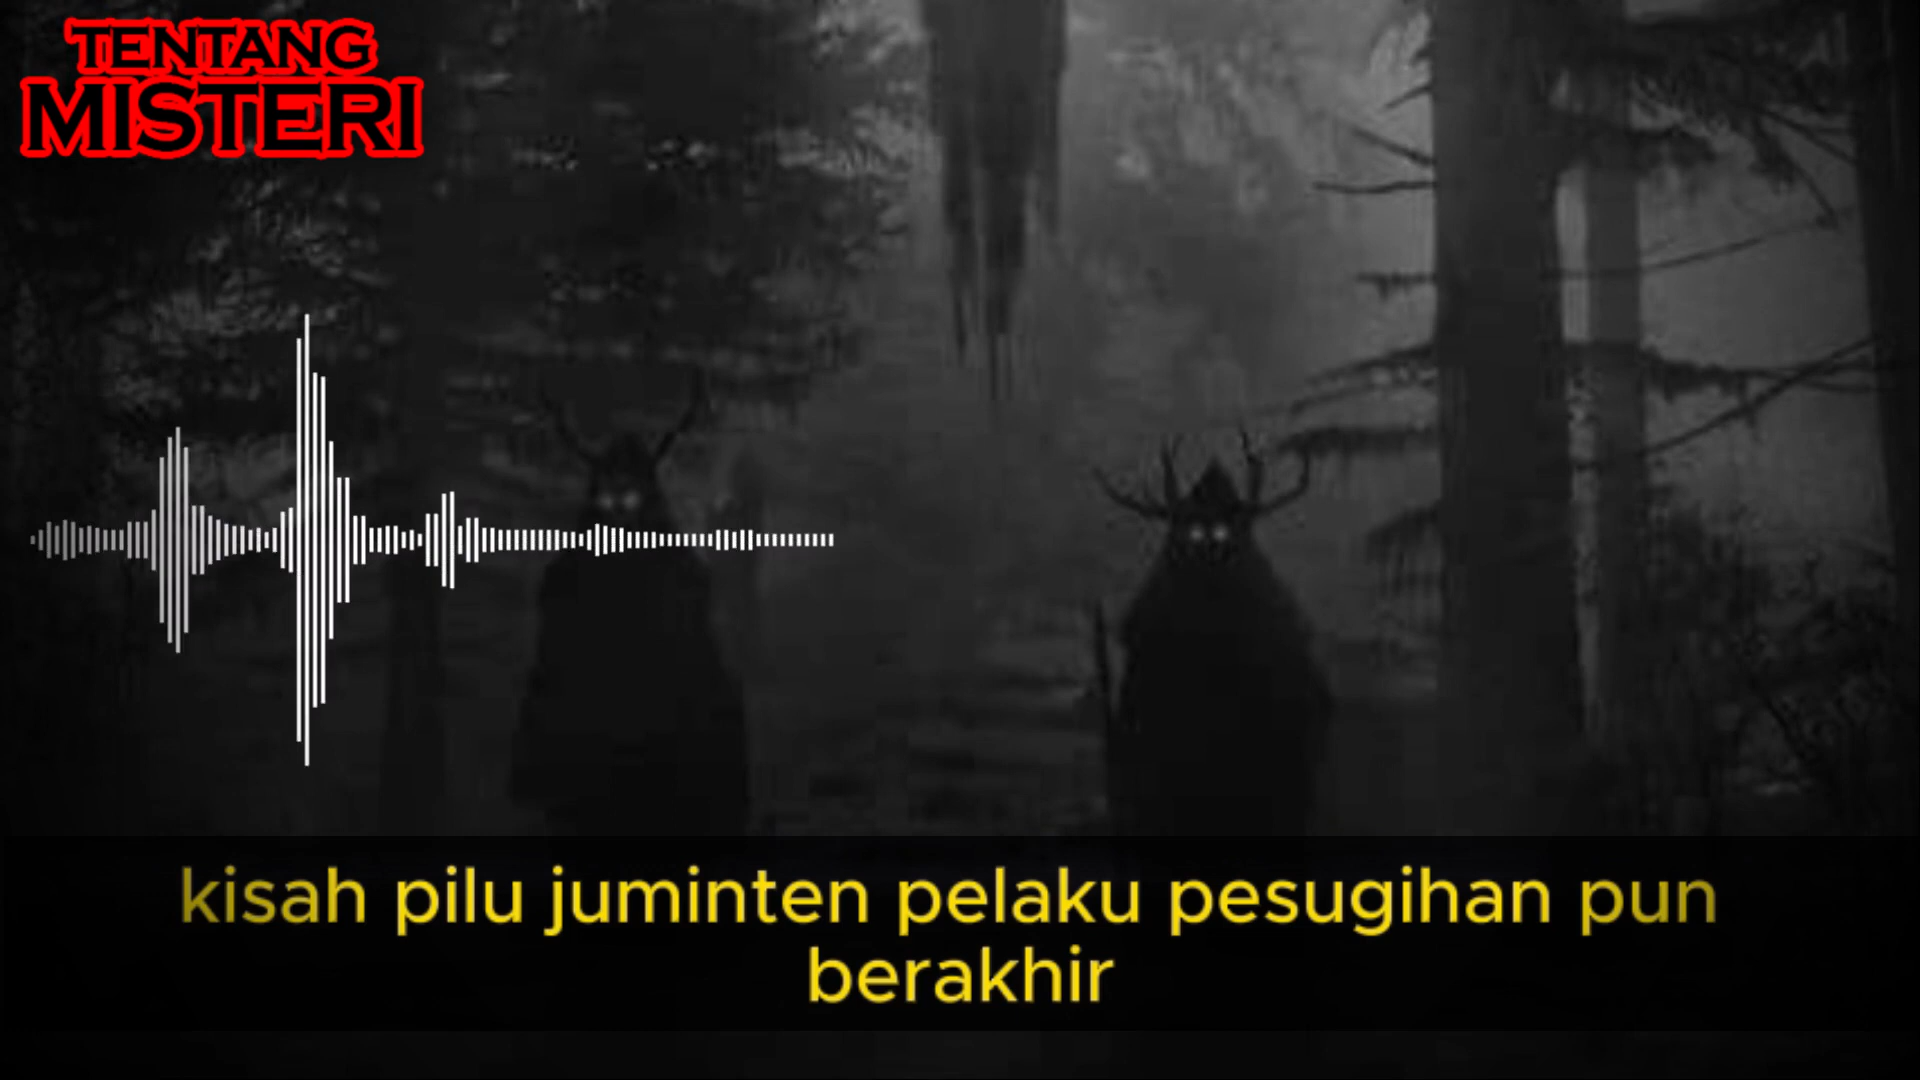 TENTANG
MISTERI
kisah pilu juminten pelaku pesugihan pun
berakhir